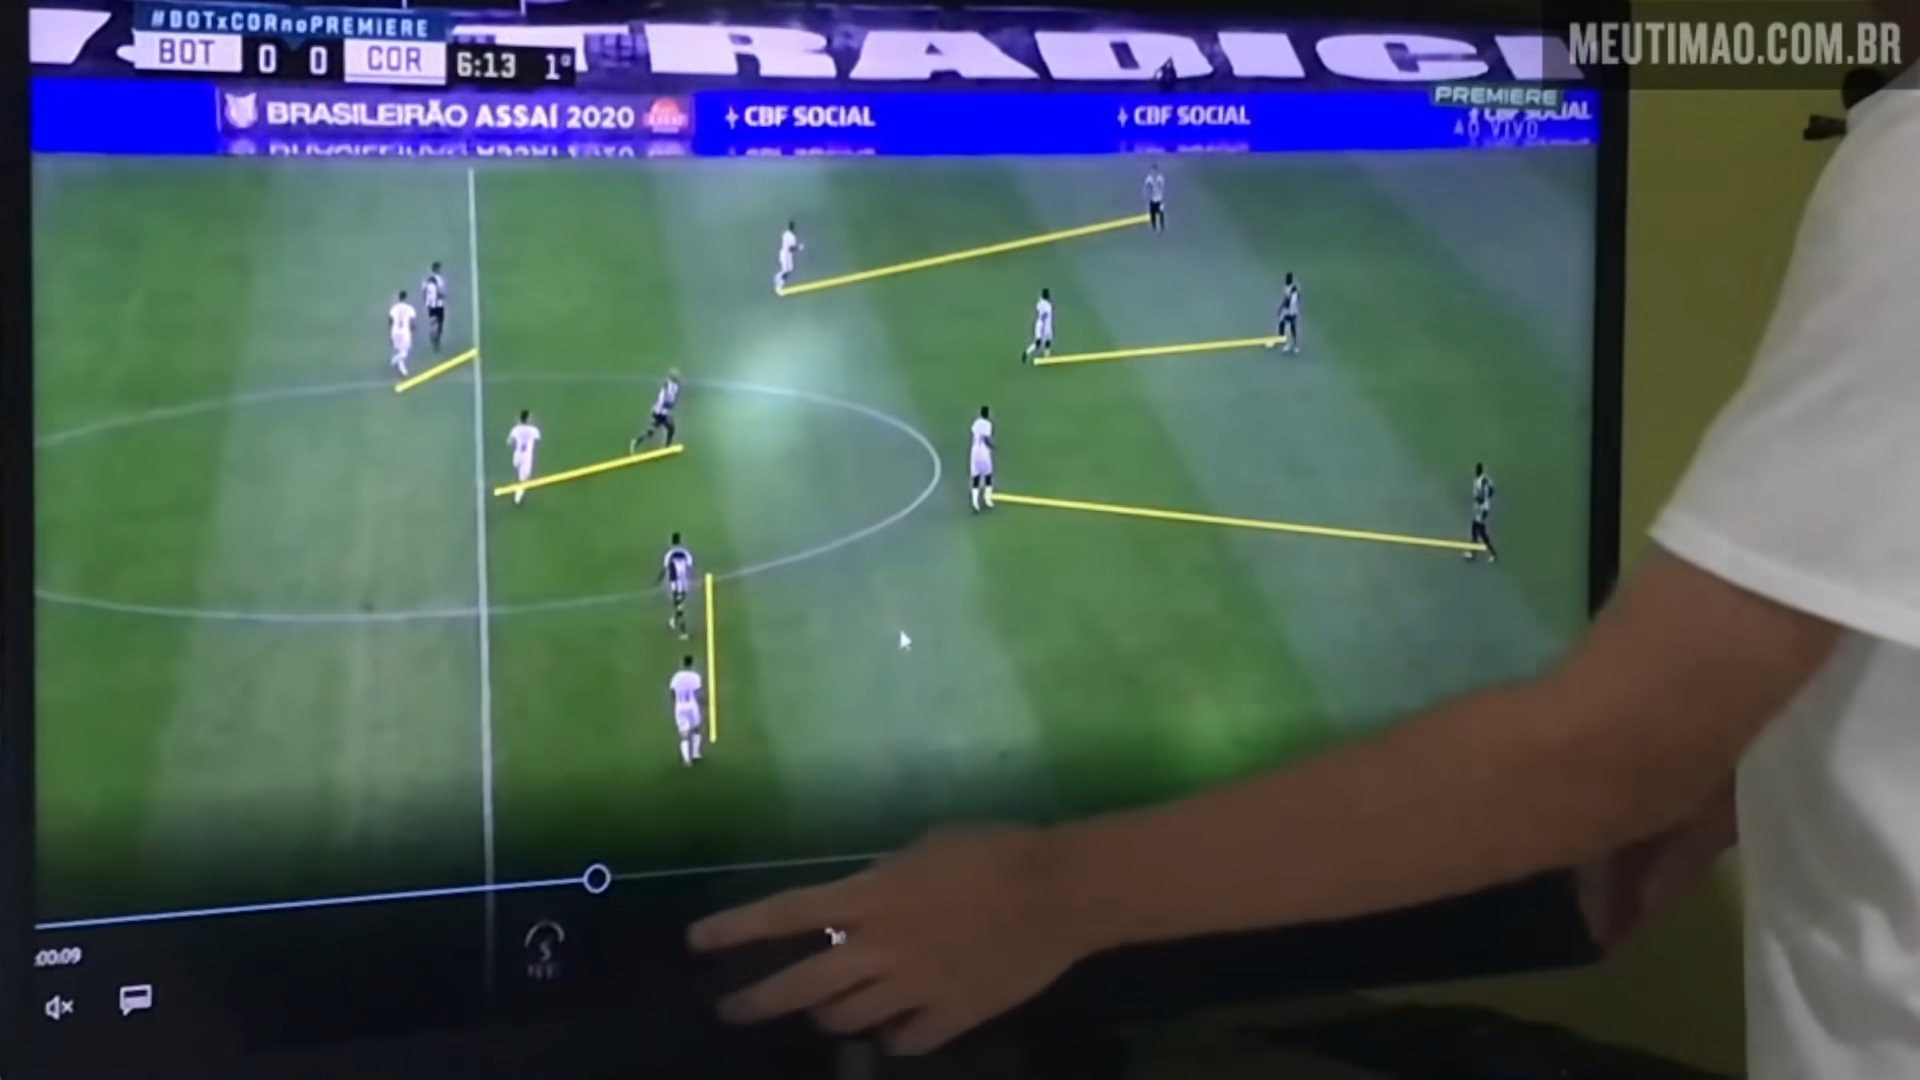 #BOTxCORnoPREMIERE
BOT 0 0 COR 6:13 1º
TRADICI
MEUTIMAO.COM.BR
BRASILEIRÃO ASSAÍ 2020
CBF SOCIAL
CBF SOCIAL
PREMIERE
AO VIVO
:00:09